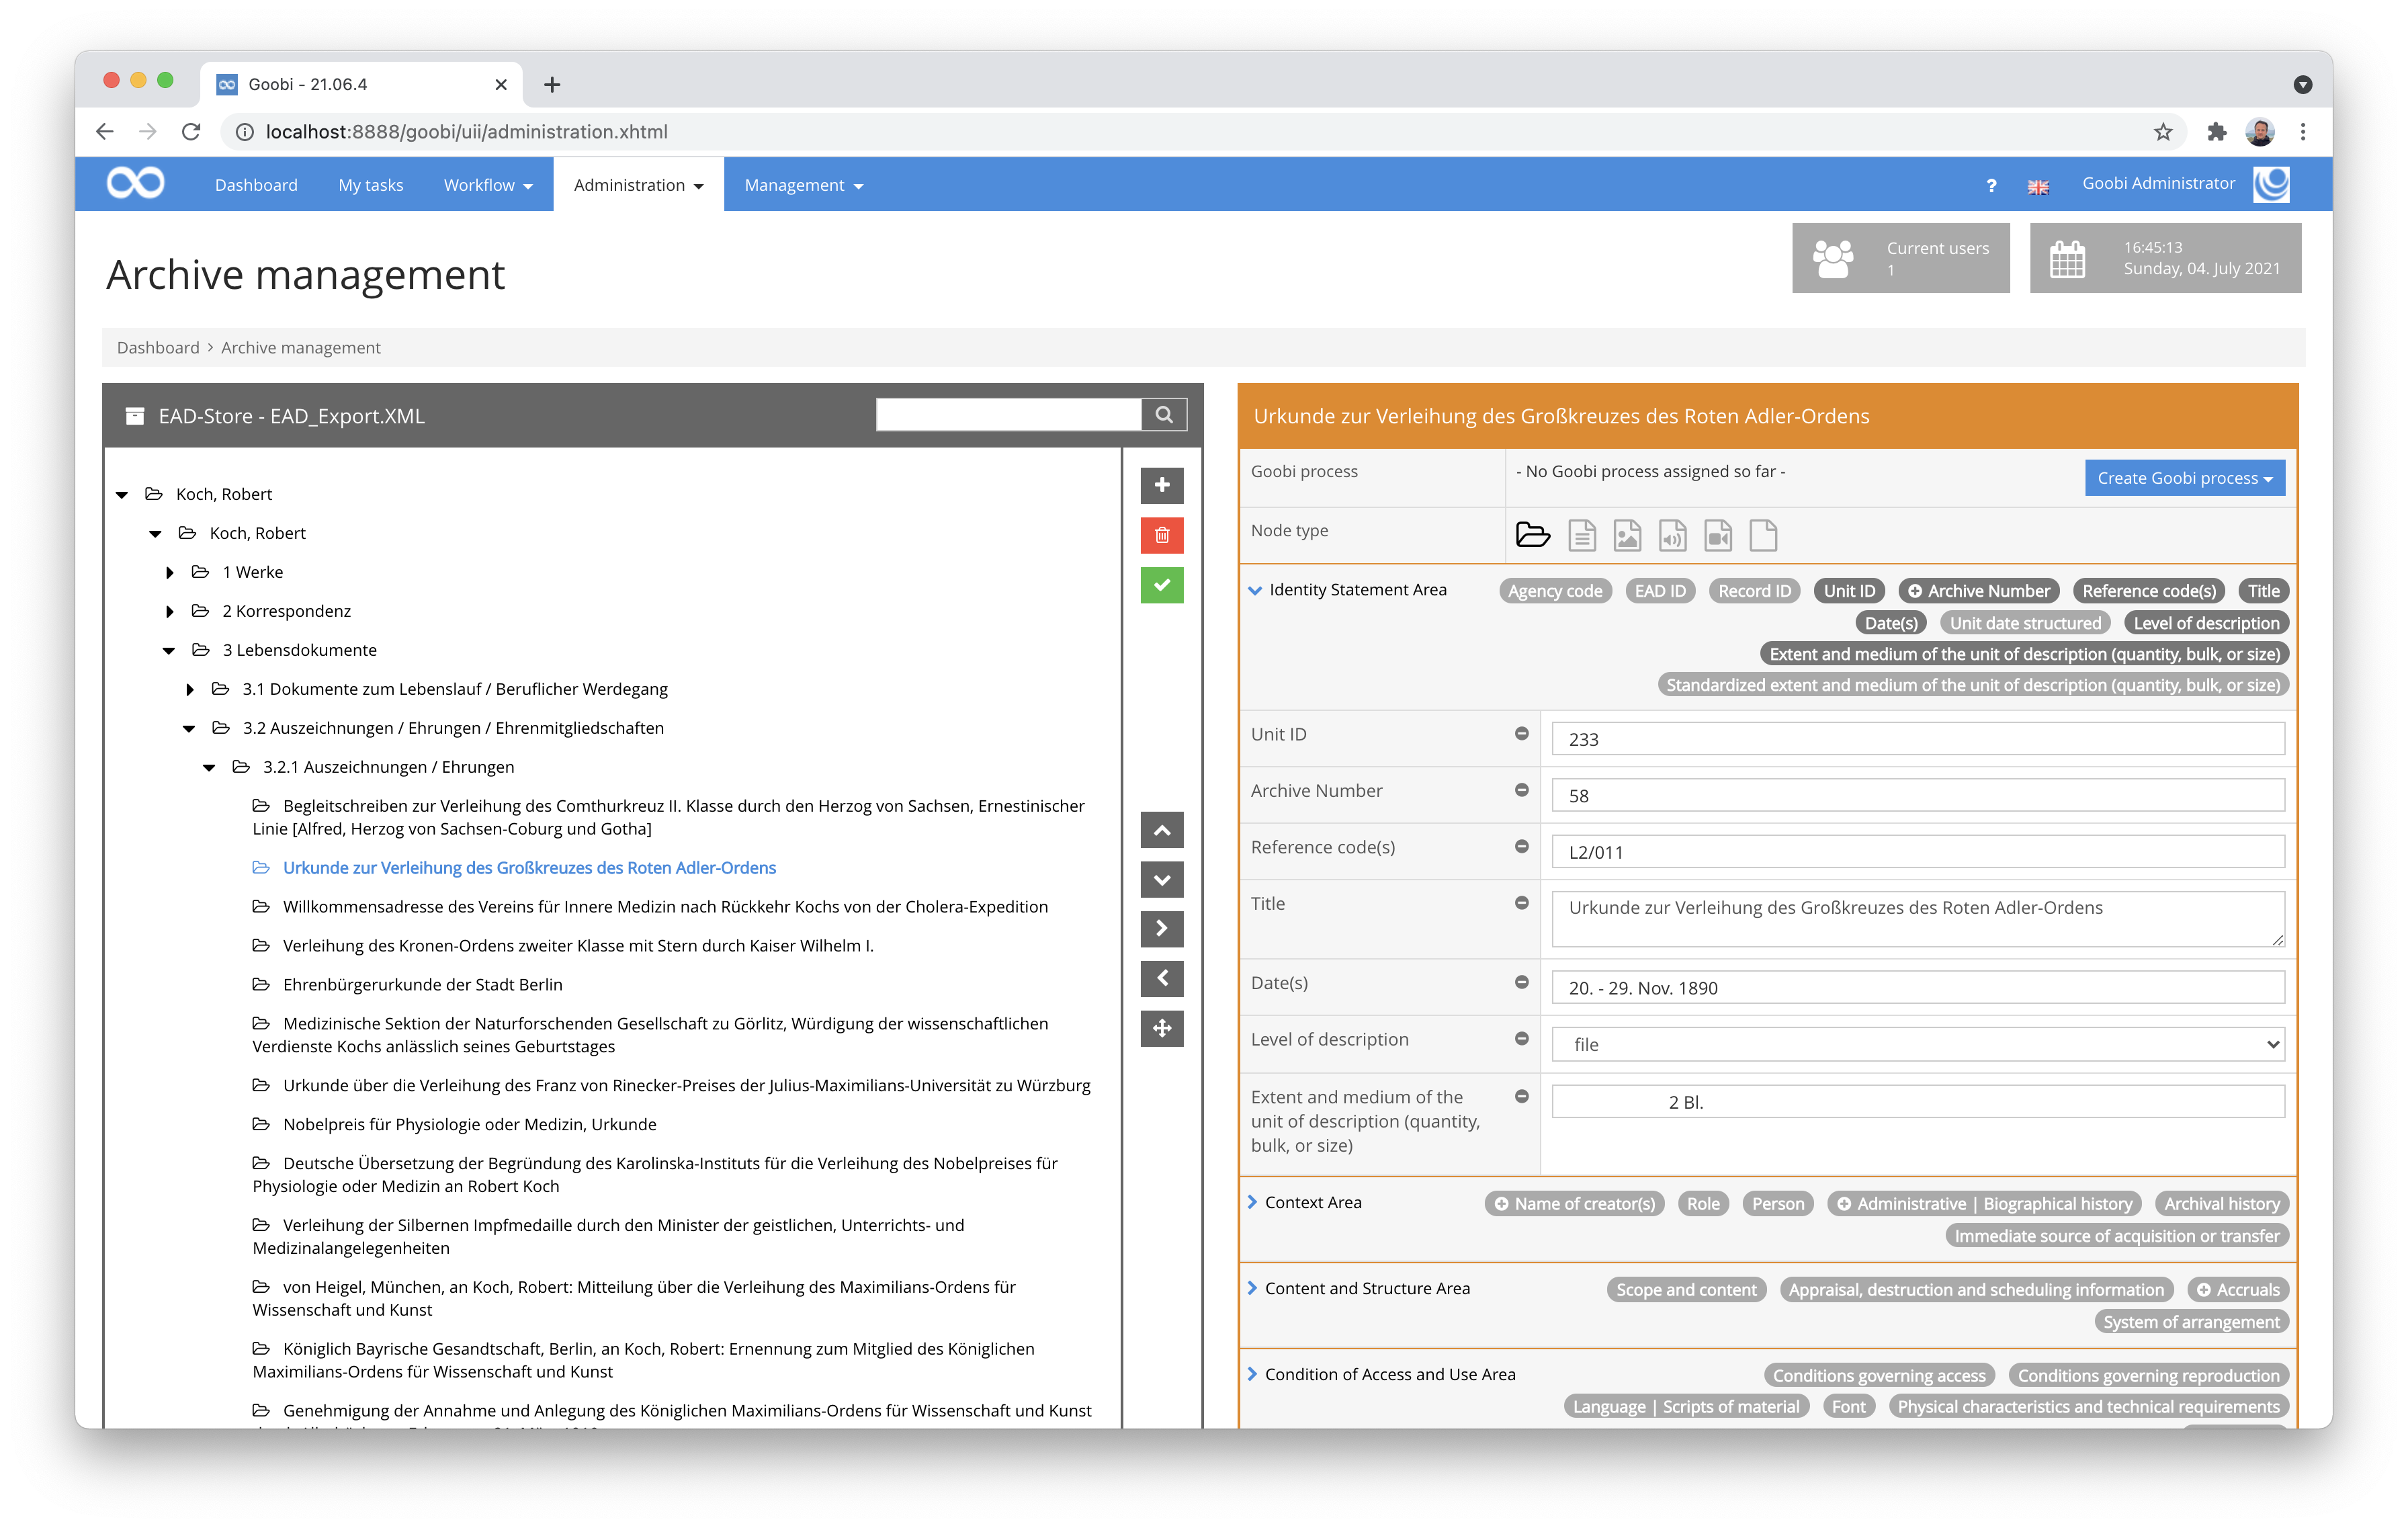 Goobi - 21.06.4
localhost:8888/goobi/uii/administration.xhtml
Dashboard My tasks Workflow Administration Management ? Goobi Administrator
Archive management
Current users
1
16:45:13
Sunday, 04. July 2021
Dashboard > Archive management
EAD-Store - EAD_Export.XML
Koch, Robert
Koch, Robert
1 Werke
2 Korrespondenz
3 Lebensdokumente
3.1 Dokumente zum Lebenslauf / Beruflicher Werdegang
3.2 Auszeichnungen / Ehrungen / Ehrenmitgliedschaften
3.2.1 Auszeichnungen / Ehrungen
Begleitschreiben zur Verleihung des Comthurkreuz II. Klasse durch den Herzog von Sachsen, Ernestinischer
Linie [Alfred, Herzog von Sachsen-Coburg und Gotha]
Urkunde zur Verleihung des Großkreuzes des Roten Adler-Ordens
Willkommensadresse des Vereins für Innere Medizin nach Rückkehr Kochs von der Cholera-Expedition
Verleihung des Kronen-Ordens zweiter Klasse mit Stern durch Kaiser Wilhelm I.
Ehrenbürgerurkunde der Stadt Berlin
Medizinische Sektion der Naturforschenden Gesellschaft zu Görlitz, Würdigung der wissenschaftlichen
Verdienste Kochs anlässlich seines Geburtstages
Urkunde über die Verleihung des Franz von Rinecker-Preises der Julius-Maximilians-Universität zu Würzburg
Nobelpreis für Physiologie oder Medizin, Urkunde
Deutsche Übersetzung der Begründung des Karolinska-Instituts für die Verleihung des Nobelpreises für
Physiologie oder Medizin an Robert Koch
Verleihung der Silbernen Impfmedaille durch den Minister der geistlichen, Unterrichts- und
Medizinalangelegenheiten
von Heigel, München, an Koch, Robert: Mitteilung über die Verleihung des Maximilians-Ordens für
Wissenschaft und Kunst
Königlich Bayrische Gesandtschaft, Berlin, an Koch, Robert: Ernennung zum Mitglied des Königlichen
Maximilians-Ordens für Wissenschaft und Kunst
Genehmigung der Annahme und Anlegung des Königlichen Maximilians-Ordens für Wissenschaft und Kunst
Urkunde zur Verleihung des Großkreuzes des Roten Adler-Ordens
Goobi process - No Goobi process assigned so far - Create Goobi process
Node type
Identity Statement Area Agency code EAD ID Record ID Unit ID Archive Number Reference code(s) Title
Date(s) Unit date structured Level of description
Extent and medium of the unit of description (quantity, bulk, or size)
Standardized extent and medium of the unit of description (quantity, bulk, or size)
Unit ID 233
Archive Number 58
Reference code(s) L2/011
Title Urkunde zur Verleihung des Großkreuzes des Roten Adler-Ordens
Date(s) 20. - 29. Nov. 1890
Level of description file
Extent and medium of the 2 Bl.
unit of description (quantity,
bulk, or size)
Context Area Name of creator(s) Role Person Administrative | Biographical history Archival history
Immediate source of acquisition or transfer
Content and Structure Area Scope and content Appraisal, destruction and scheduling information Accruals
System of arrangement
Condition of Access and Use Area Conditions governing access Conditions governing reproduction
Language | Scripts of material Font Physical characteristics and technical requirements